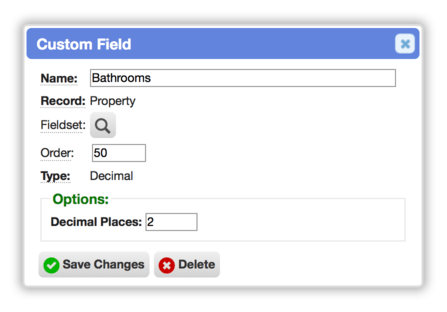 Custom Field
Name: Bathrooms
Record: Property
Fieldset:
Order: 50
Type: Decimal
Options:
Decimal Places: 2
Save Changes Delete